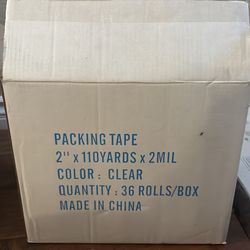 PACKING TAPE
2" x 110YARDS x 2MIL
COLOR : CLEAR
QUANTITY : 36 ROLLS/BOX
MADE IN CHINA